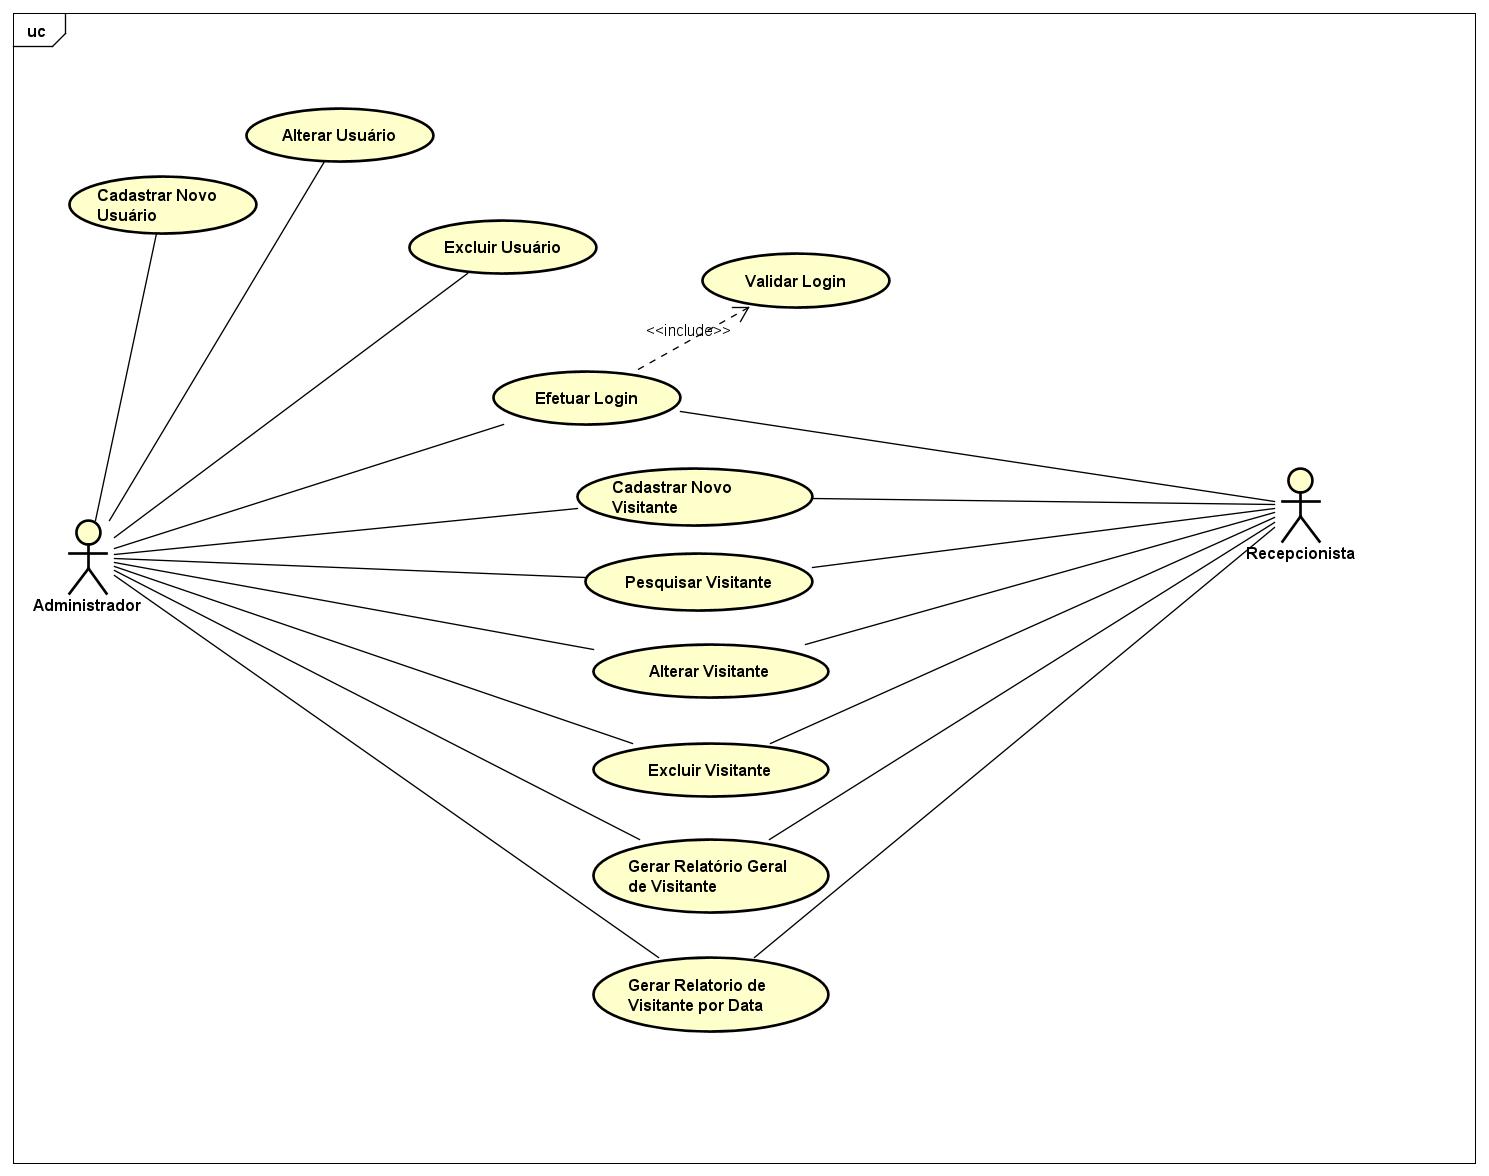 uc
Alterar Usuário
Cadastrar Novo
Usuário
Excluir Usuário
Validar Login
<<include>>
Efetuar Login
Cadastrar Novo
Visitante
Pesquisar Visitante
Recepcionista
Administrador
Alterar Visitante
Excluir Visitante
Gerar Relatório Geral
de Visitante
Gerar Relatorio de
Visitante por Data